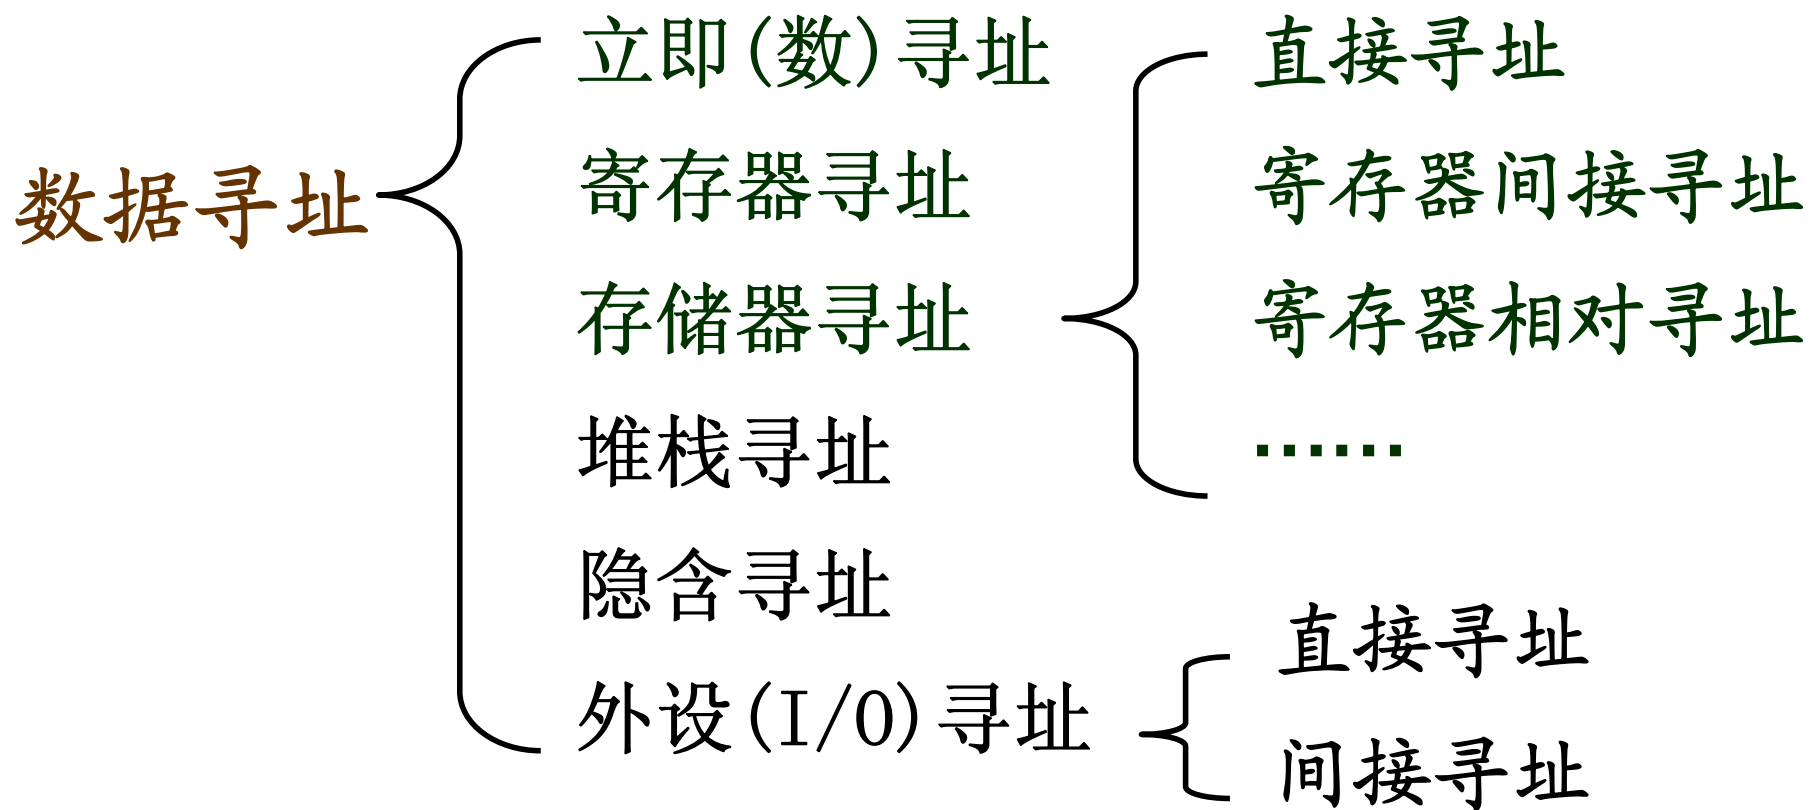 数据寻址
立即(数)寻址
寄存器寻址
存储器寻址
堆栈寻址
隐含寻址
外设(I/O)寻址
直接寻址
寄存器间接寻址
寄存器相对寻址
……
直接寻址
间接寻址